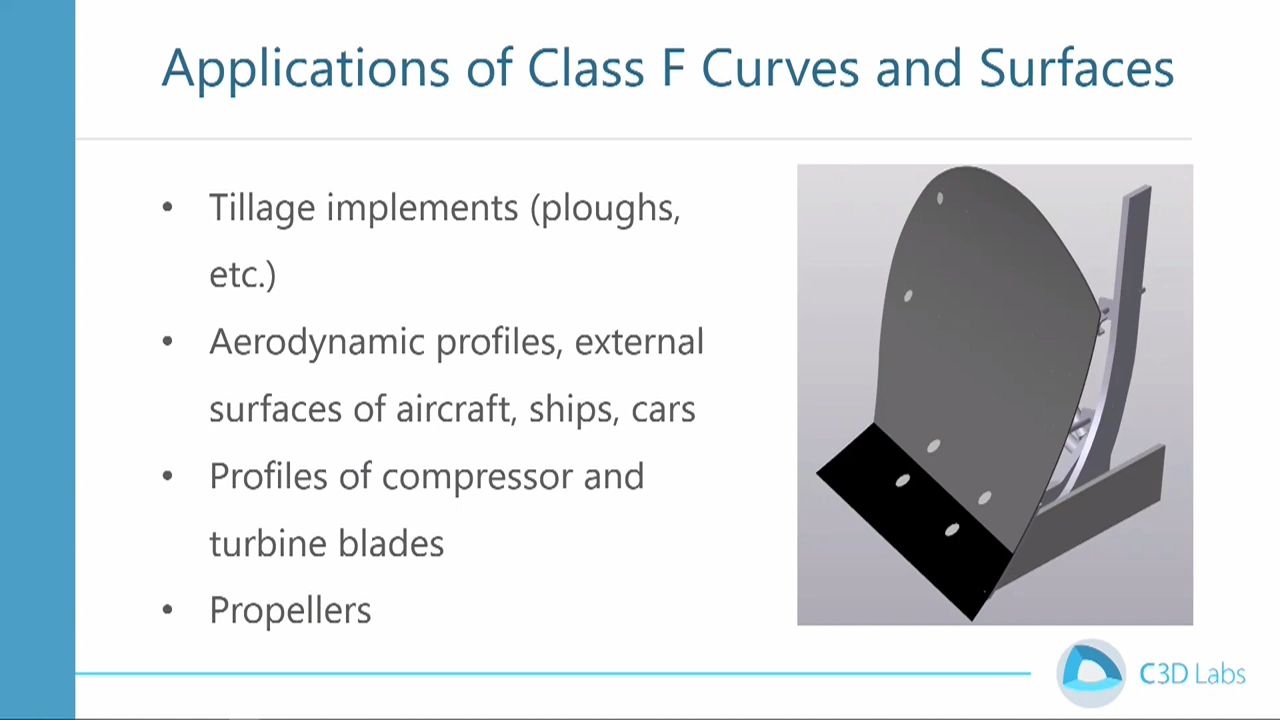 Applications of Class F Curves and Surfaces
• Tillage implements (ploughs,
etc.)
• Aerodynamic profiles, external
surfaces of aircraft, ships, cars
• Profiles of compressor and
turbine blades
• Propellers
C3D Labs